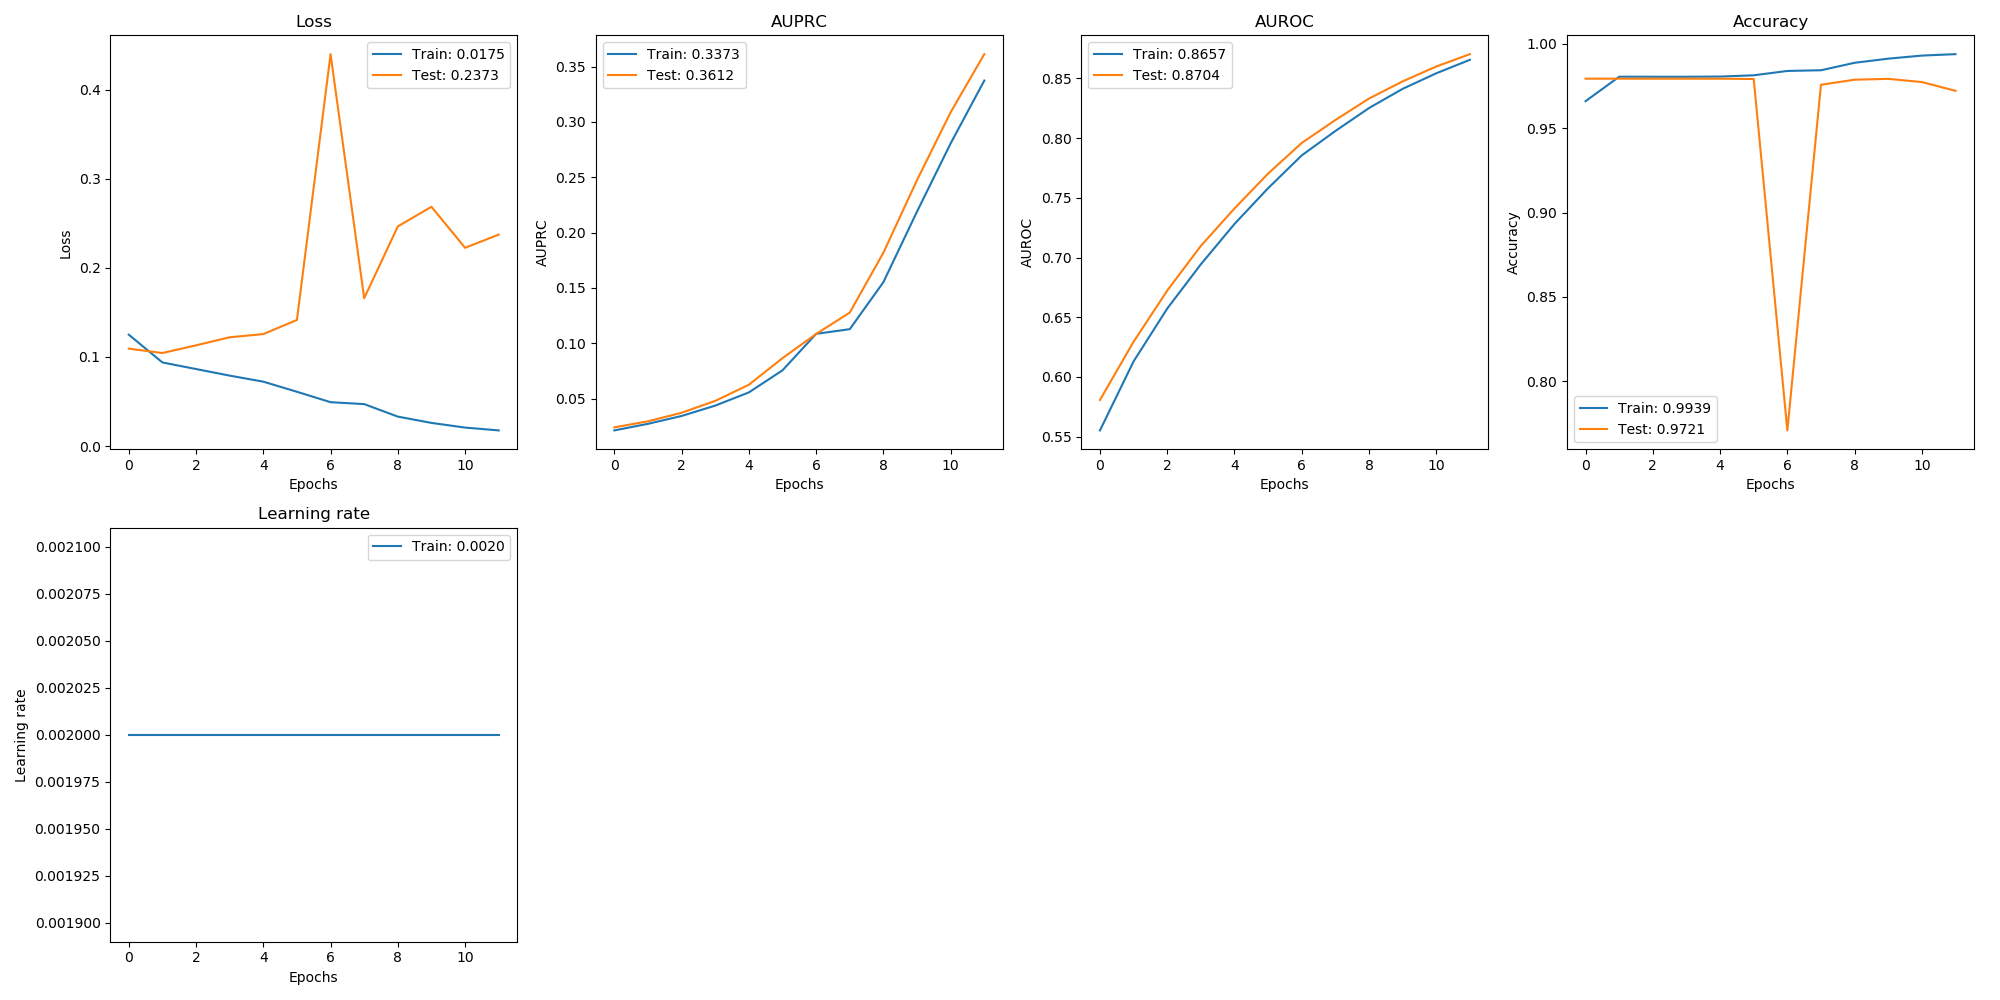 Loss
Train: 0.0175
Test: 0.2373
0.4
0.3
0.2
0.1
0.0
Loss
0 2 4 6 8 10
Epochs
AUPRC
Train: 0.3373
Test: 0.3612
0.35
0.30
0.25
0.20
0.15
0.10
0.05
AUPRC
0 2 4 6 8 10
Epochs
AUROC
Train: 0.8657
Test: 0.8704
0.85
0.80
0.75
0.70
0.65
0.60
0.55
AUROC
0 2 4 6 8 10
Epochs
Accuracy
1.00
0.95
0.90
0.85
0.80
Accuracy
Train: 0.9939
Test: 0.9721
0 2 4 6 8 10
Epochs
Learning rate
Train: 0.0020
0.002100
0.002075
0.002050
0.002025
0.002000
0.001975
0.001950
0.001925
0.001900
Learning rate
0 2 4 6 8 10
Epochs